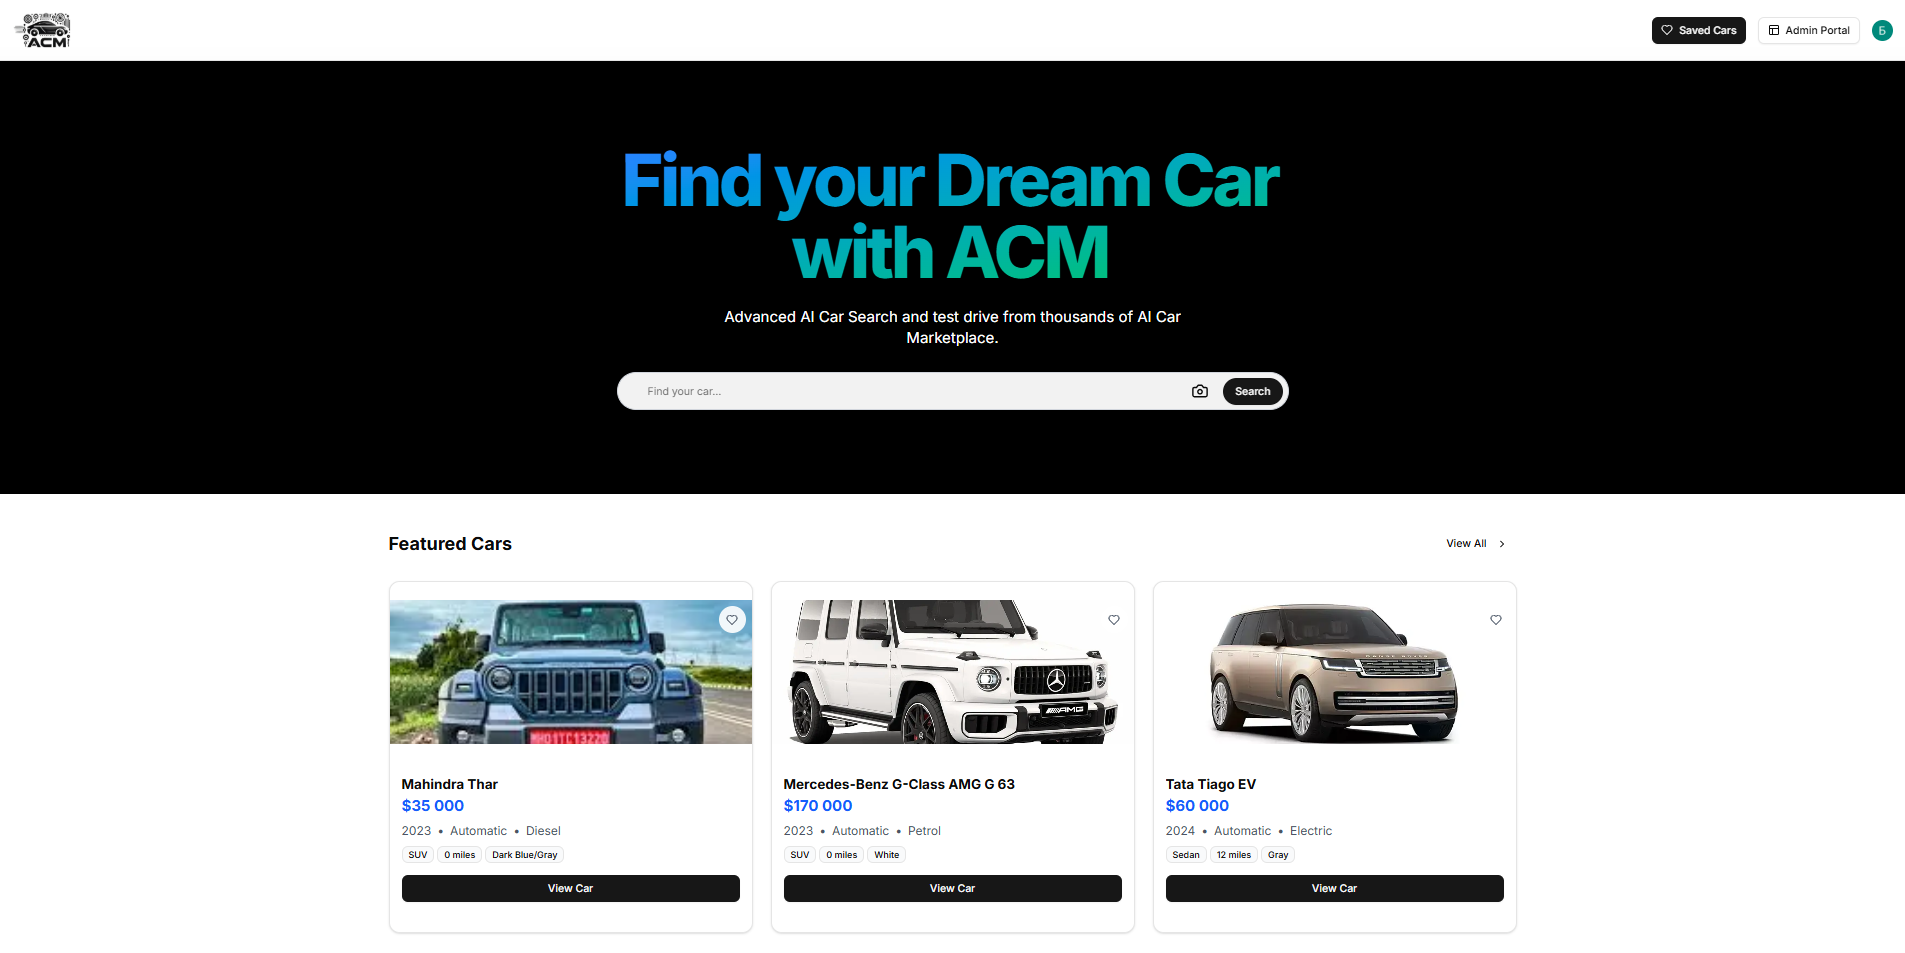 ACM
Saved Cars
Admin Portal
Б
Find your Dream Car
with ACM
Advanced AI Car Search and test drive from thousands of AI Car
Marketplace.
Find your car...
Search
Featured Cars
View All
MH01TC13220
AMG
RANGE ROVER
Mahindra Thar
$35 000
2023 • Automatic • Diesel
SUV 0 miles Dark Blue/Gray
View Car
Mercedes-Benz G-Class AMG G 63
$170 000
2023 • Automatic • Petrol
SUV 0 miles White
View Car
Tata Tiago EV
$60 000
2024 • Automatic • Electric
Sedan 12 miles Gray
View Car